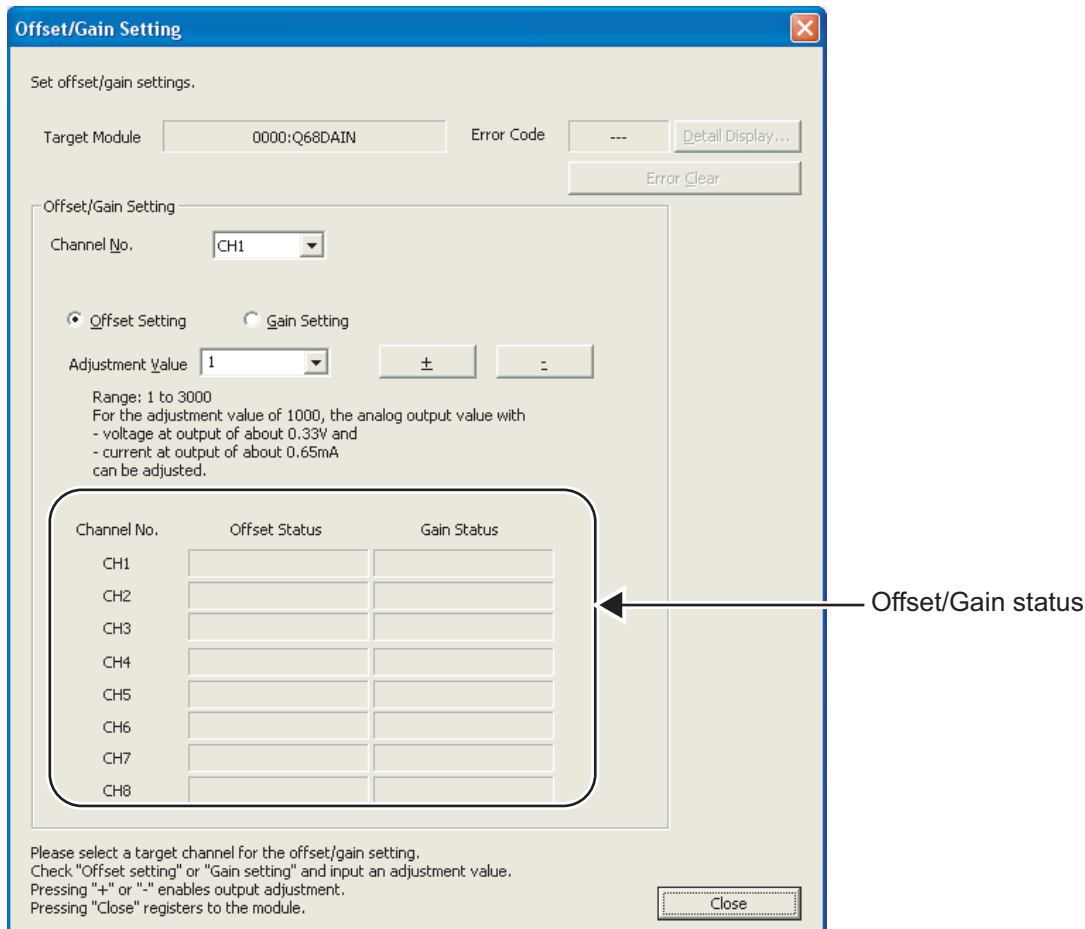 Offset/Gain Setting
Set offset/gain settings.
Target Module 0000:Q68DAIN Error Code --- Detail Display...
Error Clear
Offset/Gain Setting
Channel No. CH1
Offset Setting Gain Setting
Adjustment Value 1 + -
Range: 1 to 3000
For the adjustment value of 1000, the analog output value with
- voltage at output of about 0.33V and
- current at output of about 0.65mA
can be adjusted.
Channel No. Offset Status Gain Status
CH1
CH2
Offset/Gain status
CH3
CH4
CH5
CH6
CH7
CH8
Please select a target channel for the offset/gain setting.
Check "Offset setting" or "Gain setting" and input an adjustment value.
Pressing "+" or "-" enables output adjustment.
Pressing "Close" registers to the module.
Close